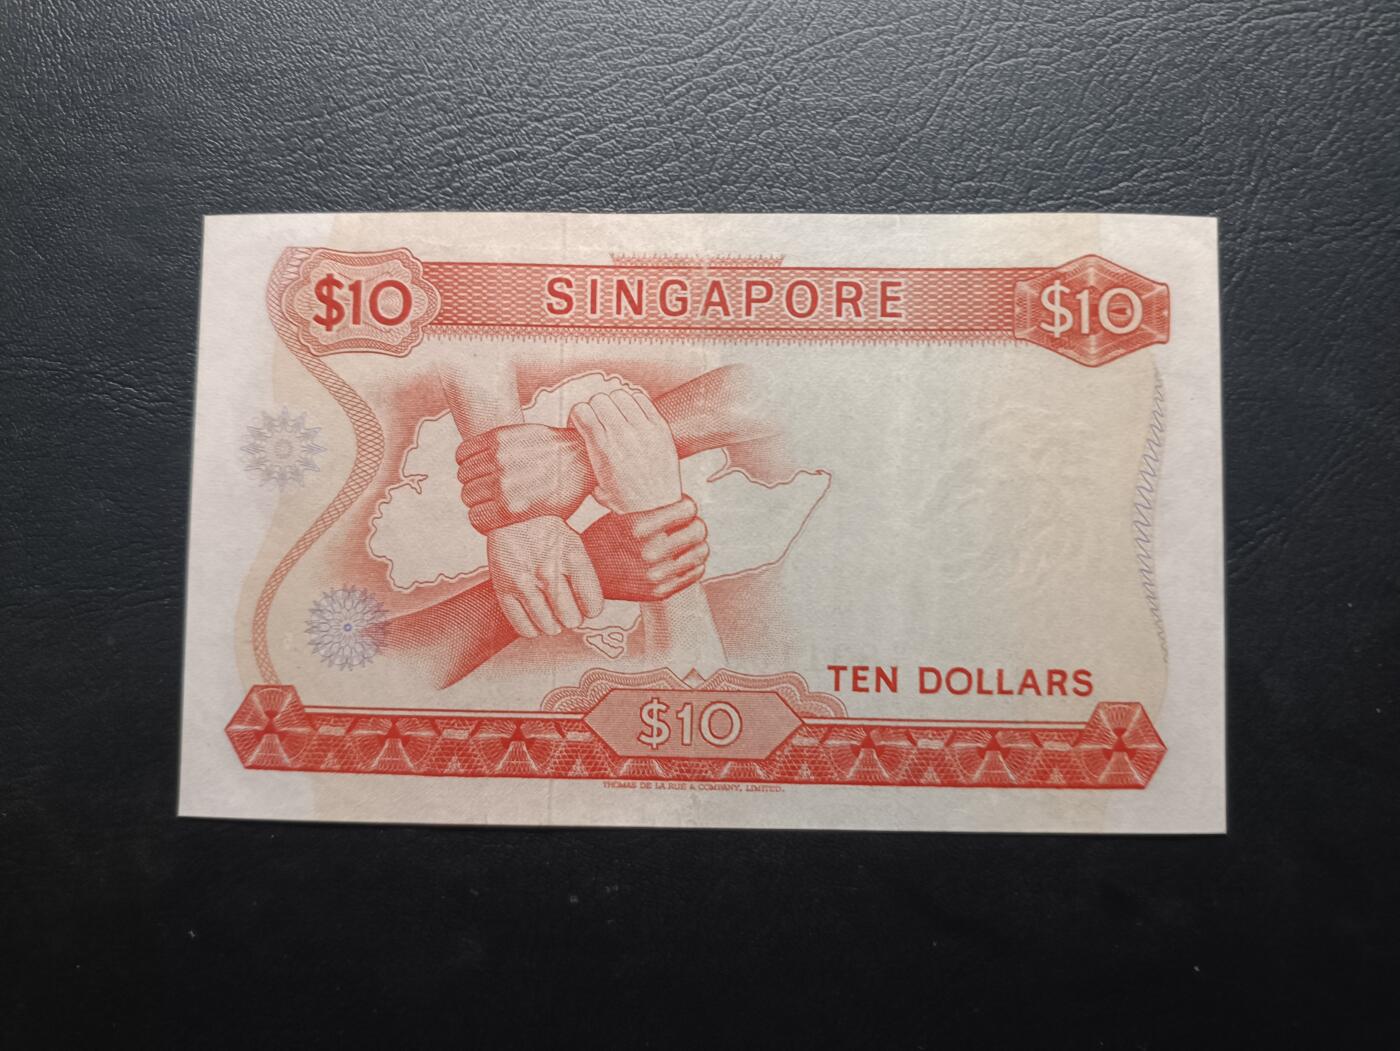 $10 SINGAPORE $10
TEN DOLLARS
$10
THOMAS DE LA RUE & COMPANY, LIMITED.